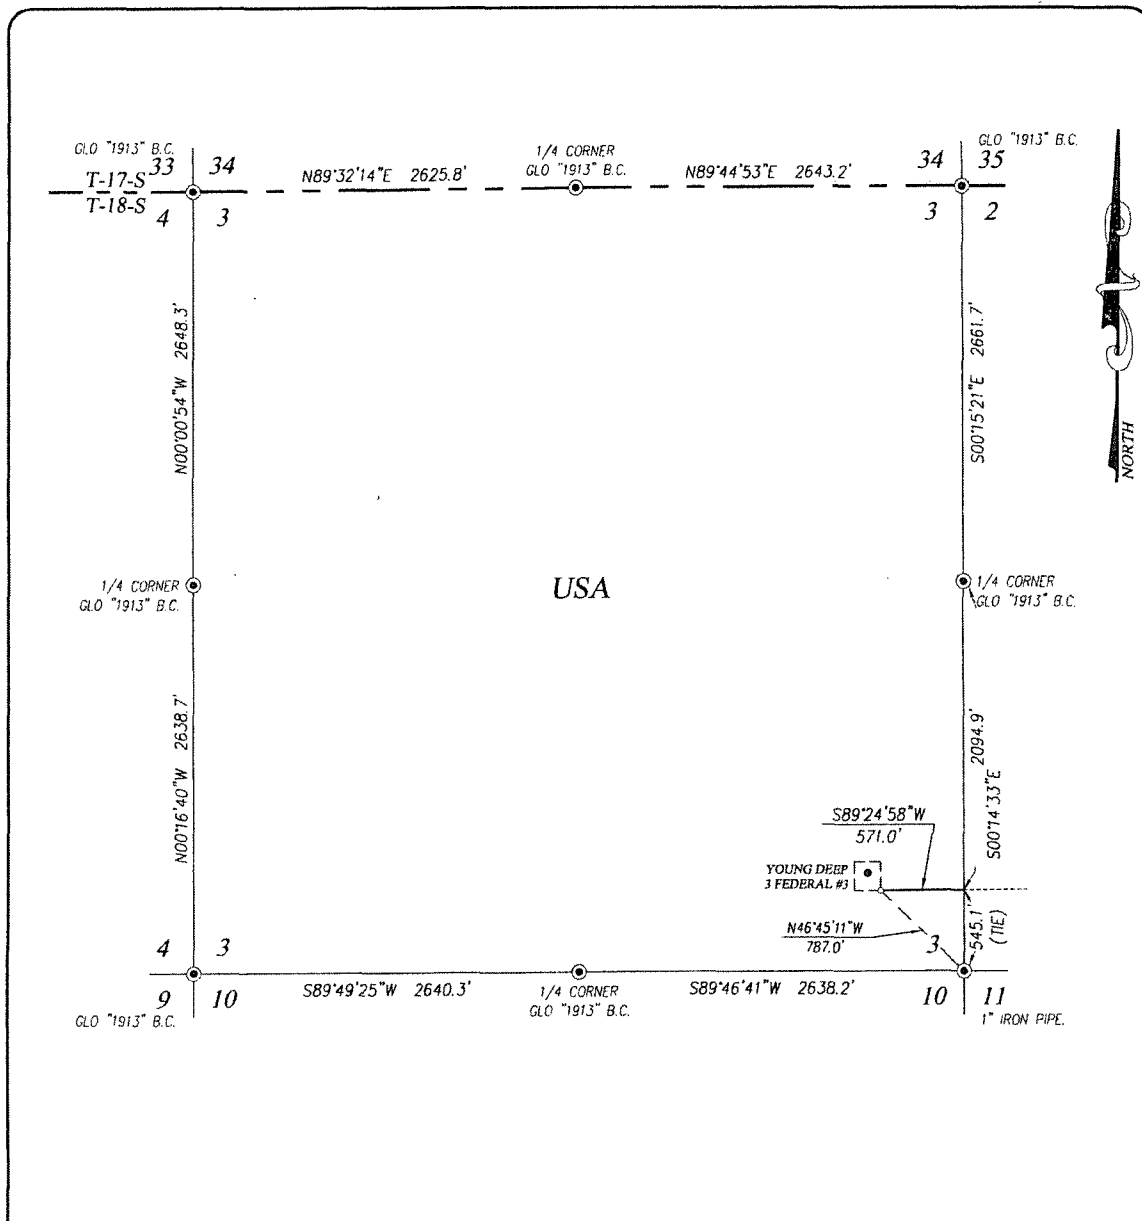 GLO "1913" B.C.
33 34
T-17-S
T-18-S
4 3
N89°32'14"E 2625.8'
1/4 CORNER
GLO "1913" B.C.
N89°44'53"E 2643.2'
GLO "1913" B.C.
34 35
3 2
N00°00'54"W 2648.3'
S00°15'21"E 2661.7'
NORTH
1/4 CORNER
GLO "1913" B.C.
USA
1/4 CORNER
GLO "1913" B.C.
N00°16'40"W 2638.7'
2094.9'
S00°14'33"E
S89°24'58"W
571.0'
YOUNG DEEP
3 FEDERAL #3
N46°45'11"W
787.0'
545.1'
(TIE)
4 3
3
9 10
GLO "1913" B.C.
S89°49'25"W 2640.3'
1/4 CORNER
GLO "1913" B.C.
S89°46'41"W 2638.2'
10 11
1" IRON PIPE.